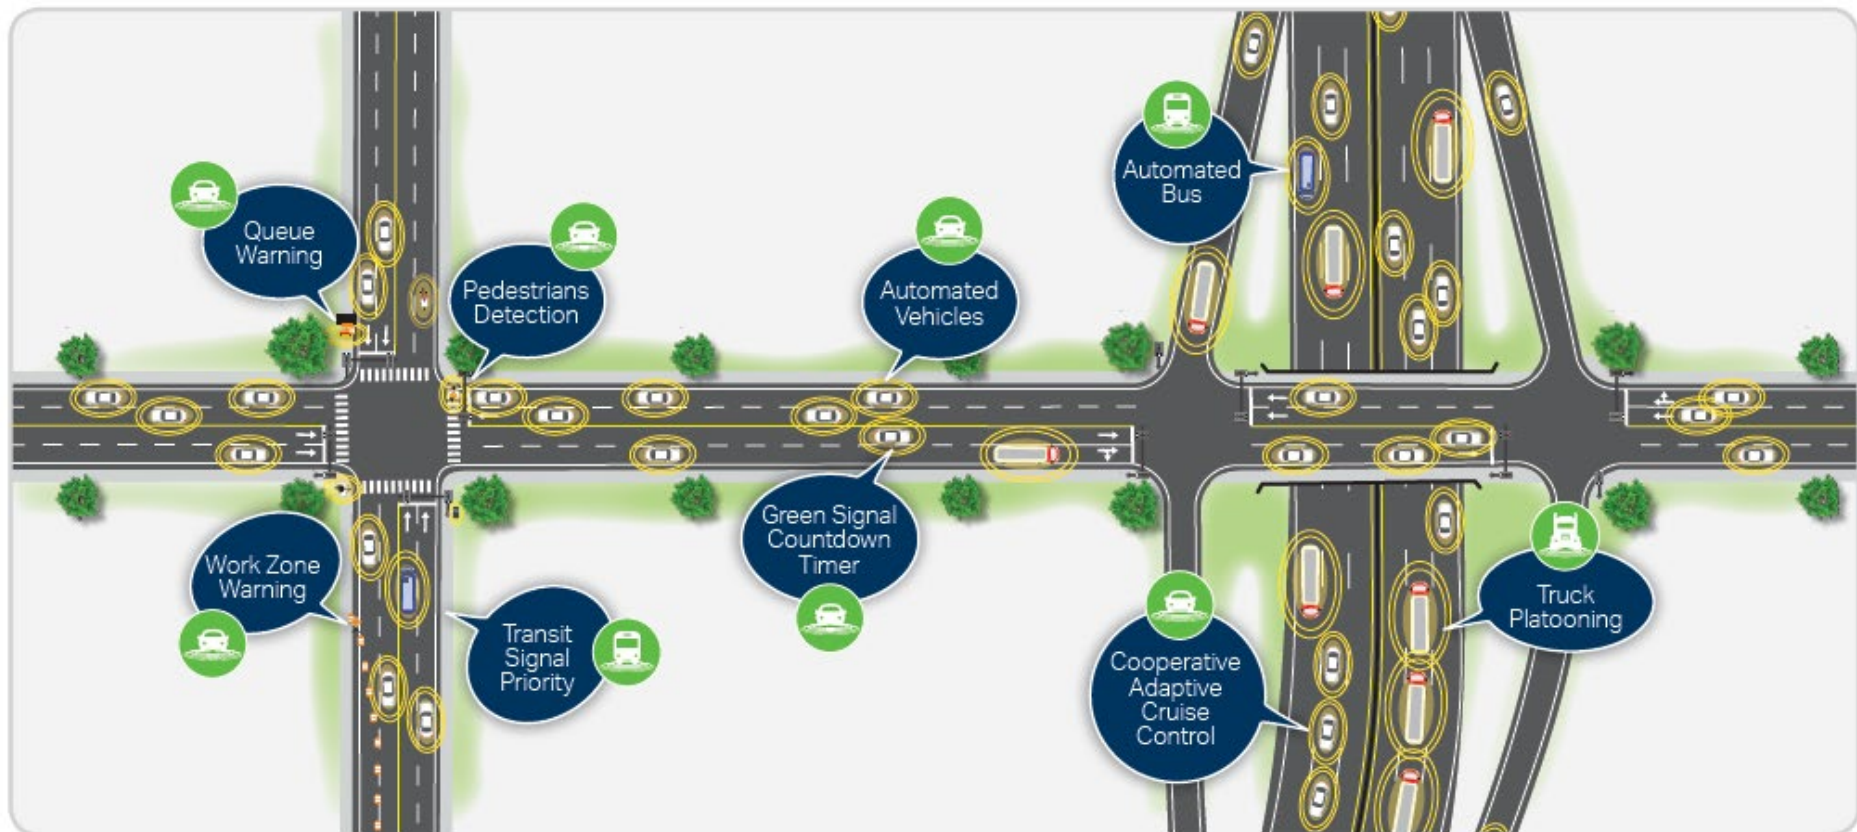 Automated
Bus
Queue
Warning
Pedestrians
Detection
Automated
Vehicles
Green Signal
Countdown
Timer
Work Zone
Warning
Transit
Signal
Priority
Truck
Platooning
Cooperative
Adaptive
Cruise
Control